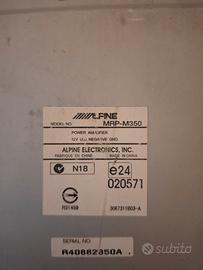 ALPINE
MODEL NO. MRP-M350
POWER AMPLIFIER
12V NEGATIVE GND.
ALPINE ELECTRONICS, INC.
FABRIQUE EN CHINE MADE IN CHINA
N18
e24
020571
SERIAL NO.
R40882350A
subito